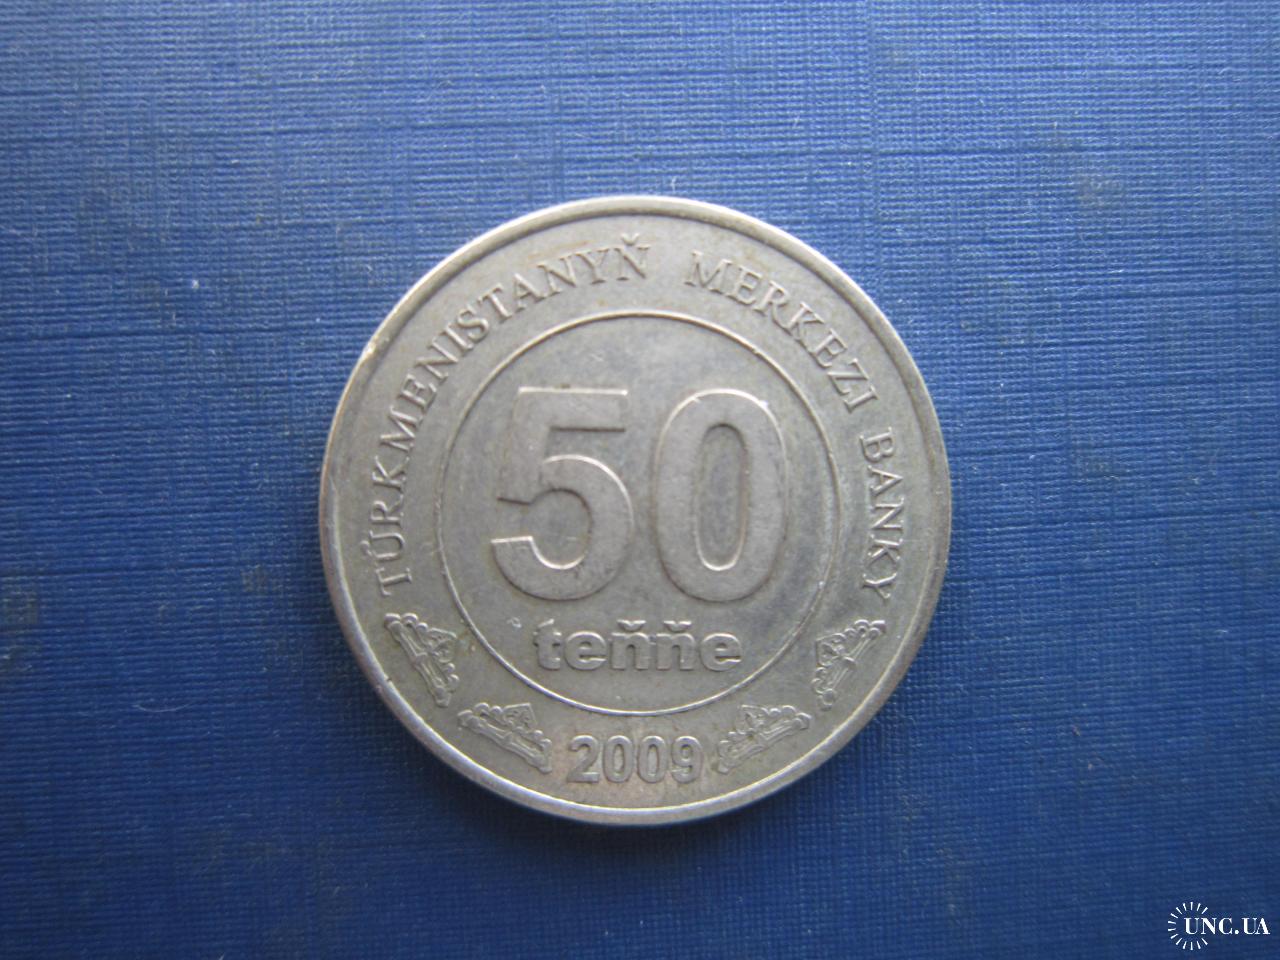 TÜRKMENISTANYŇ MERKEZI BANKY
50
teňňe
2009
UNC.UA